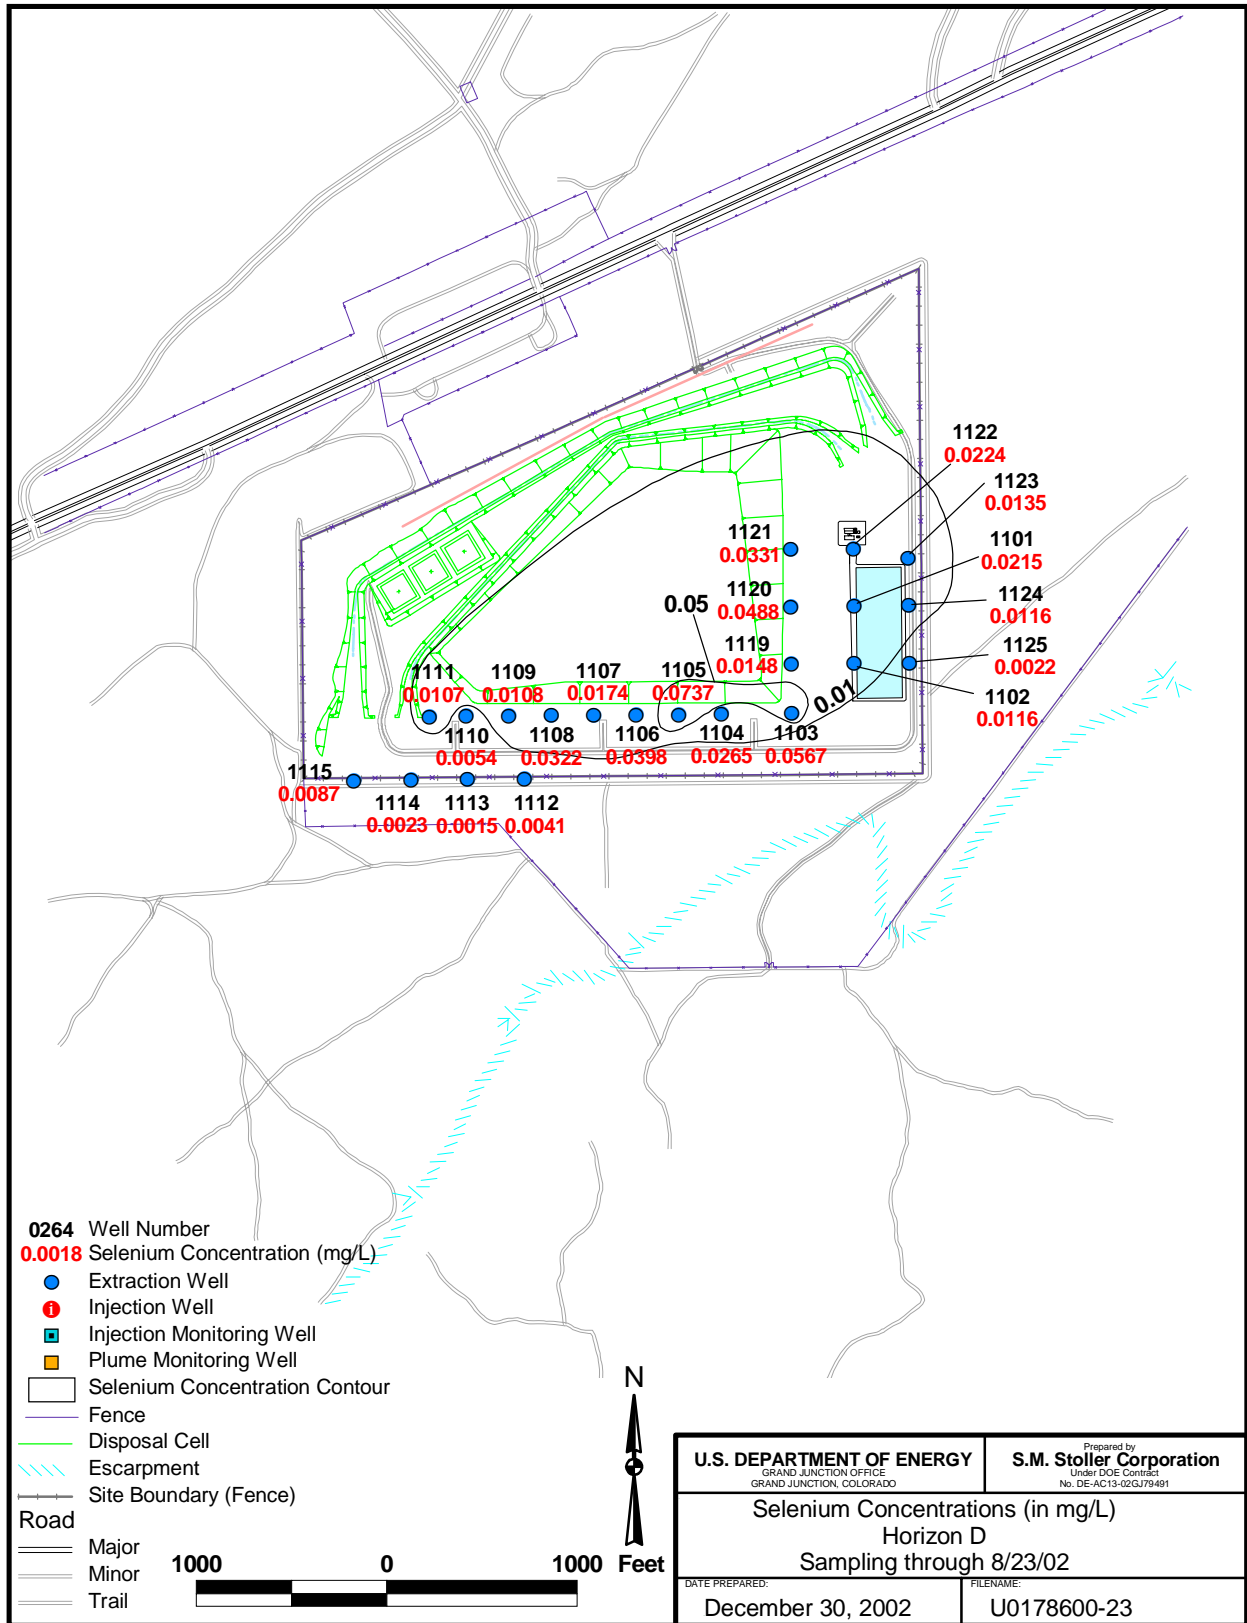 1122
0.0224
1123
0.0135
1121
0.0331
1101
0.0215
1120
0.0488
0.05
1124
0.0116
1119
0.0148
1125
0.0022
1111
0.0107
1109
0.0108
1107
0.0174
1105
0.0737
0.01
1102
0.0116
1110
0.0054
1108
0.0322
1106
0.0398
1104
0.0265
1103
0.0567
1115
0.0087
1114
0.0023
1113
0.0015
1112
0.0041
0264 Well Number
0.0018 Selenium Concentration (mg/L)
Extraction Well
i Injection Well
Injection Monitoring Well
Plume Monitoring Well
Selenium Concentration Contour
Fence
Disposal Cell
Escarpment
Site Boundary (Fence)
Road
Major
Minor
Trail
1000 0 1000 Feet
N
U.S. DEPARTMENT OF ENERGY
GRAND JUNCTION OFFICE
GRAND JUNCTION, COLORADO
Prepared by
S.M. Stoller Corporation
Under DOE Contract
No. DE-AC13-02GJ79491
Selenium Concentrations (in mg/L)
Horizon D
Sampling through 8/23/02
DATE PREPARED:
December 30, 2002
FILENAME:
U0178600-23